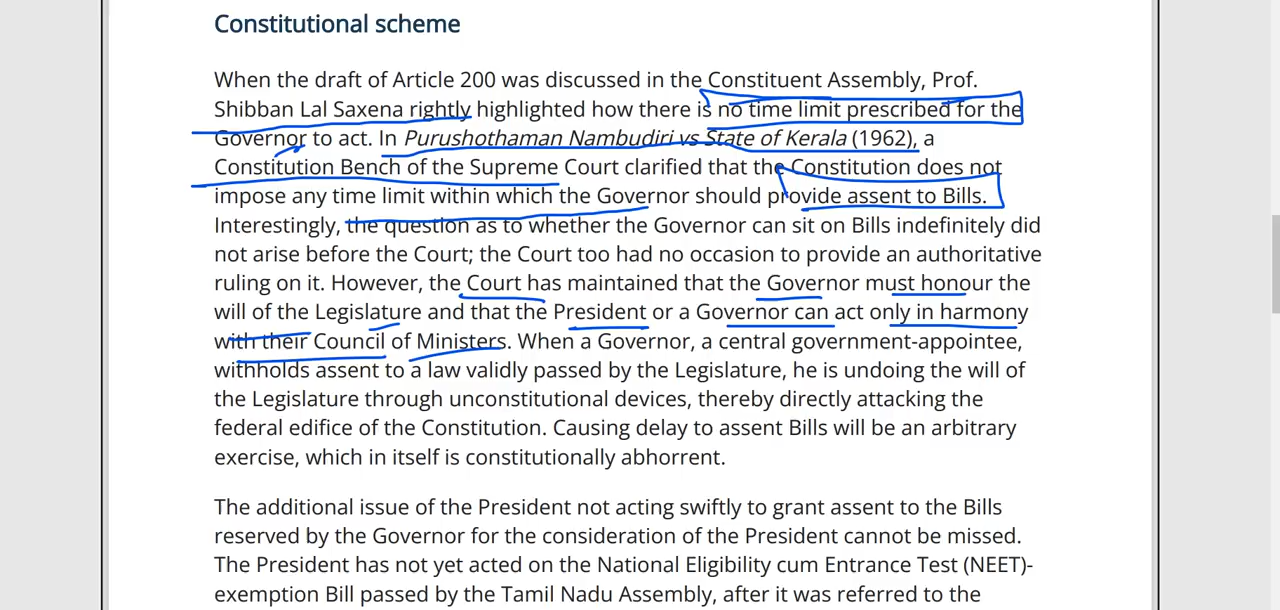 Constitutional scheme
When the draft of Article 200 was discussed in the Constituent Assembly, Prof.
Shibban Lal Saxena rightly highlighted how there is no time limit prescribed for the
Governor to act. In Purushothaman Nambudiri vs State of Kerala (1962), a
Constitution Bench of the Supreme Court clarified that the Constitution does not
impose any time limit within which the Governor should provide assent to Bills.
Interestingly, the question as to whether the Governor can sit on Bills indefinitely did
not arise before the Court; the Court too had no occasion to provide an authoritative
ruling on it. However, the Court has maintained that the Governor must honour the
will of the Legislature and that the President or a Governor can act only in harmony
with their Council of Ministers. When a Governor, a central government-appointee,
withholds assent to a law validly passed by the Legislature, he is undoing the will of
the Legislature through unconstitutional devices, thereby directly attacking the
federal edifice of the Constitution. Causing delay to assent Bills will be an arbitrary
exercise, which in itself is constitutionally abhorrent.
The additional issue of the President not acting swiftly to grant assent to the Bills
reserved by the Governor for the consideration of the President cannot be missed.
The President has not yet acted on the National Eligibility cum Entrance Test (NEET)-
exemption Bill passed by the Tamil Nadu Assembly, after it was referred to the